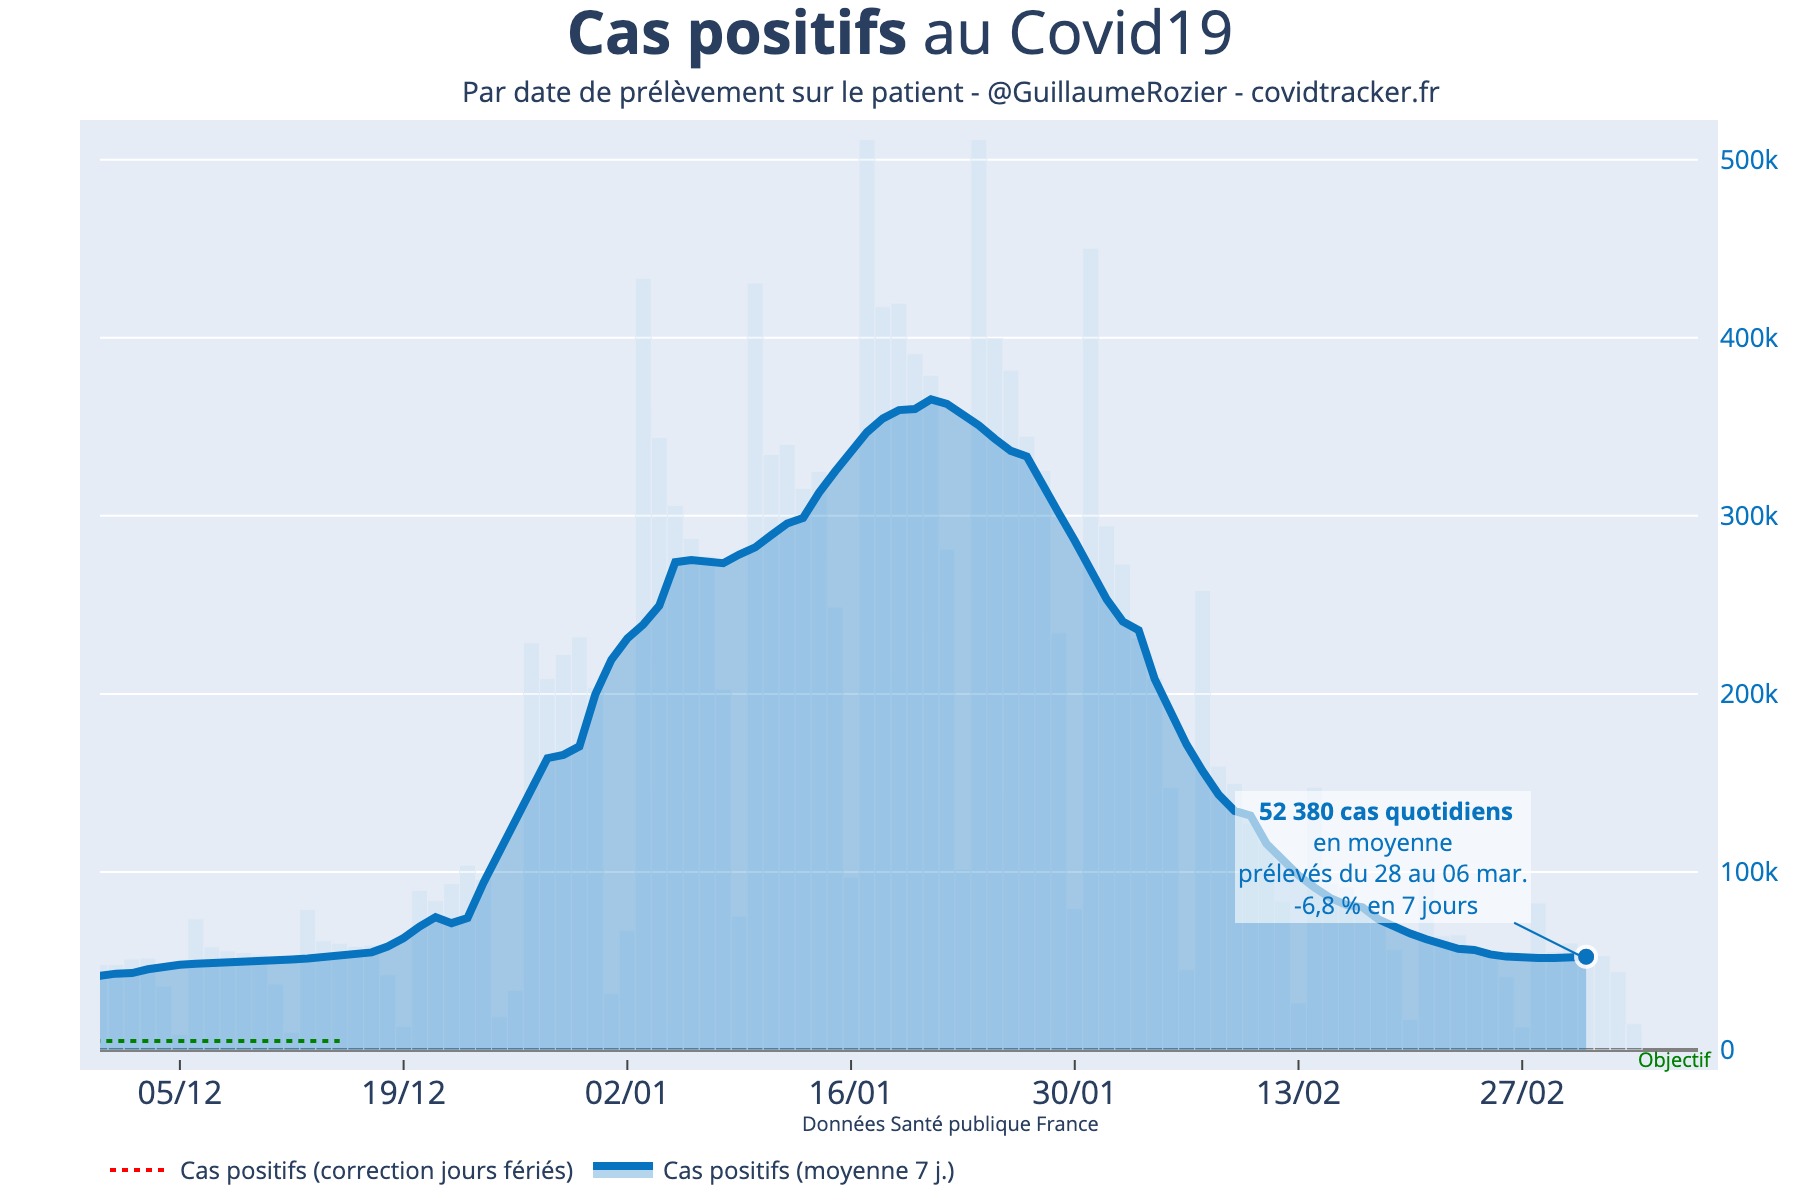 Cas positifs au Covid19
Par date de prélèvement sur le patient - @GuillaumeRozier - covidtracker.fr
500k
400k
300k
200k
100k
0
52 380 cas quotidiens
en moyenne
prélevés du 28 au 06 mar.
-6,8 % en 7 jours
Objectif
05/12 19/12 02/01 16/01 30/01 13/02 27/02
Données Santé publique France
Cas positifs (correction jours fériés) Cas positifs (moyenne 7 j.)